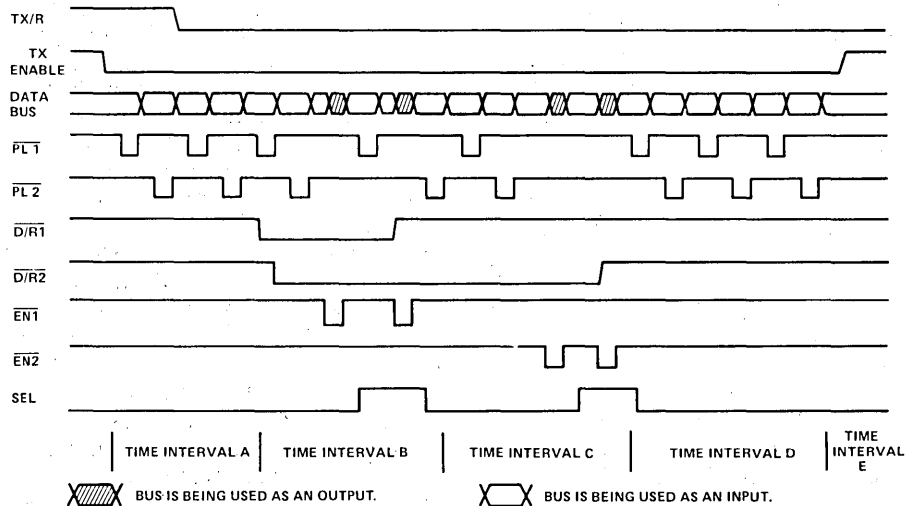 TX/R
TX
ENABLE
DATA
BUS
PL 1
PL 2
D/R1
D/R2
EN1
EN2
SEL
TIME INTERVAL A
TIME INTERVAL B
TIME INTERVAL C
TIME INTERVAL D
TIME
INTERVAL
E
BUS IS BEING USED AS AN OUTPUT.
BUS IS BEING USED AS AN INPUT.